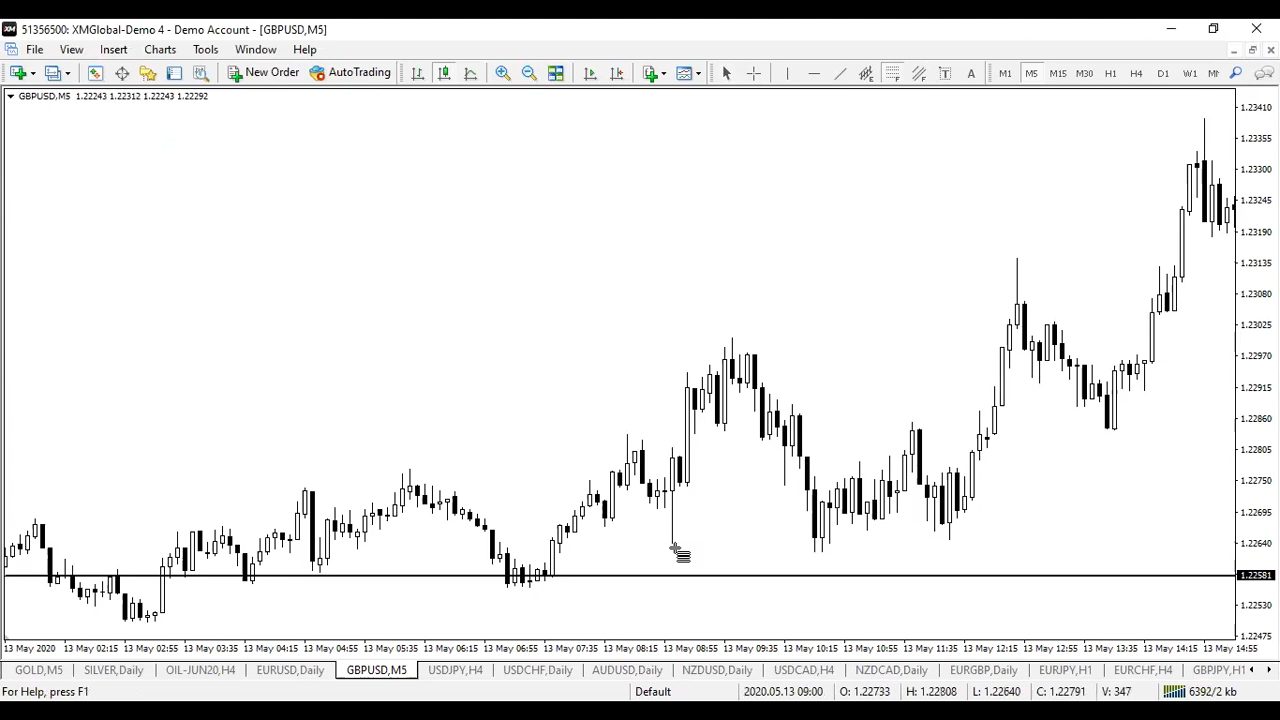 51356500: XMGlobal-Demo 4 - Demo Account - [GBPUSD,M5]
File View Insert Charts Tools Options Window Help
New Order AutoTrading A T M1 M5 M15 M30 H1 H4 D1 W1 MN
GBPUSD,M5 1.22243 1.22312 1.22243 1.22292
1.23410
1.23355
1.23300
1.23245
1.23190
1.23135
1.23080
1.23025
1.22970
1.22915
1.22860
1.22805
1.22750
1.22695
1.22640
1.22581
1.22530
1.22475
13 May 2020 13 May 02:15 13 May 02:55 13 May 03:35 13 May 04:15 13 May 04:55 13 May 05:35 13 May 06:15 13 May 06:55 13 May 07:35 13 May 08:15 13 May 08:55 13 May 09:35 13 May 10:15 13 May 10:55 13 May 11:35 13 May 12:15 13 May 12:55 13 May 13:35 13 May 14:15 13 May 14:55
GOLD,M5 SILVER,Daily OIL-JUN20,H4 EURUSD,Daily GBPUSD,M5 USDJPY,H4 USDCHF,Daily AUDUSD,Daily NZDUSD,Daily USDCAD,H4 NZDCAD,Daily EURGBP,Daily EURJPY,H1 EURCHF,H4 GBPJPY,H1
For Help, press F1 Default 2020.05.13 09:00 O: 1.22733 H: 1.22808 L: 1.22640 C: 1.22791 V: 347 6392/2 kb